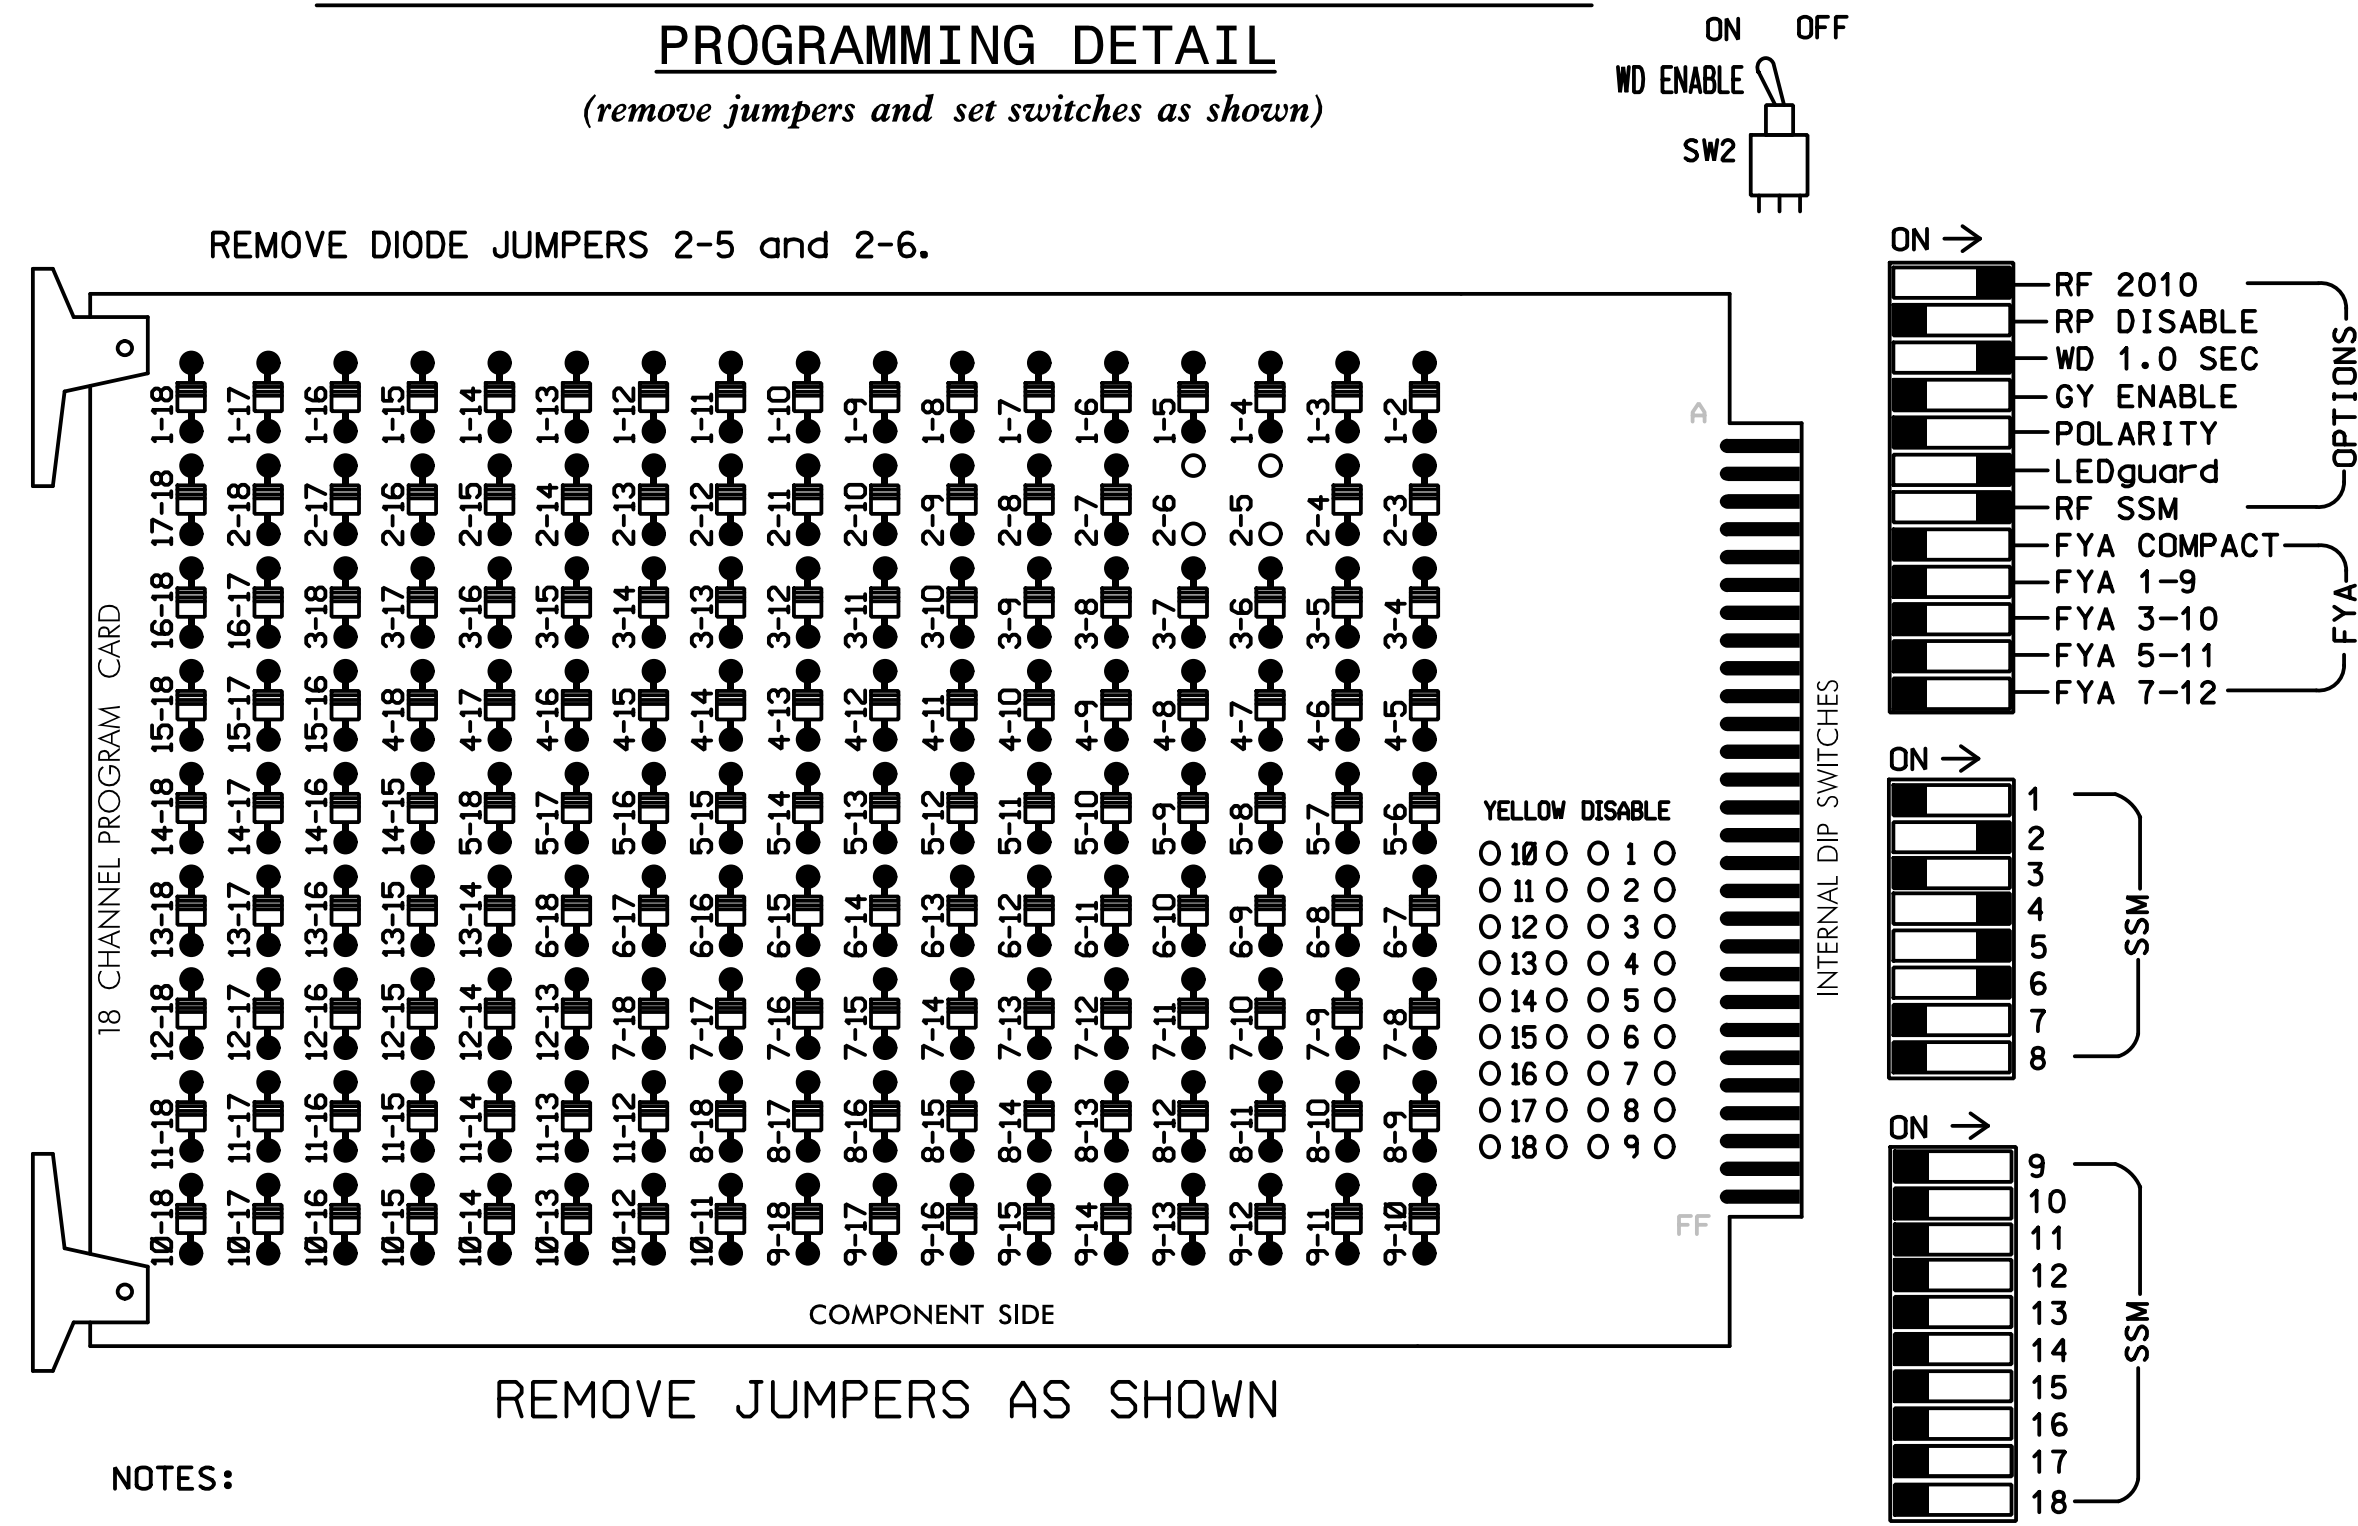 PROGRAMMING DETAIL
(remove jumpers and set switches as shown)
ON OFF
WD ENABLE
SW2
REMOVE DIODE JUMPERS 2-5 and 2-6.
1-18 1-17 1-16 1-15 1-14 1-13 1-12 1-11 1-10 1-9 1-8 1-7 1-6 1-5 1-4 1-3 1-2
17-18 2-18 2-17 2-16 2-15 2-14 2-13 2-12 2-11 2-10 2-9 2-8 2-7 2-6 2-5 2-4 2-3
16-18 16-17 3-18 3-17 3-16 3-15 3-14 3-13 3-12 3-11 3-10 3-9 3-8 3-7 3-6 3-5 3-4
15-18 15-17 15-16 4-18 4-17 4-16 4-15 4-14 4-13 4-12 4-11 4-10 4-9 4-8 4-7 4-6 4-5
14-18 14-17 14-16 14-15 5-18 5-17 5-16 5-15 5-14 5-13 5-12 5-11 5-10 5-9 5-8 5-7 5-6
13-18 13-17 13-16 13-15 13-14 6-18 6-17 6-16 6-15 6-14 6-13 6-12 6-11 6-10 6-9 6-8 6-7
12-18 12-17 12-16 12-15 12-14 12-13 7-18 7-17 7-16 7-15 7-14 7-13 7-12 7-11 7-10 7-9 7-8
11-18 11-17 11-16 11-15 11-14 11-13 11-12 8-18 8-17 8-16 8-15 8-14 8-13 8-12 8-11 8-10 8-9
10-18 10-17 10-16 10-15 10-14 10-13 10-12 10-11 9-18 9-17 9-16 9-15 9-14 9-13 9-12 9-11 9-10
18 CHANNEL PROGRAM CARD
A
YELLOW DISABLE
10 1
11 2
12 3
13 4
14 5
15 6
16 7
17 8
18 9
FF
COMPONENT SIDE
INTERNAL DIP SWITCHES
ON
RF 2010
RP DISABLE
WD 1.0 SEC
GY ENABLE
POLARITY
LEDguard
RF SSM
OPTIONS
FYA COMPACT
FYA 1-9
FYA 3-10
FYA 5-11
FYA 7-12
FYA
ON
1
2
3
4
5
6
7
8
SSM
ON
9
10
11
12
13
14
15
16
17
18
SSM
REMOVE JUMPERS AS SHOWN
NOTES: